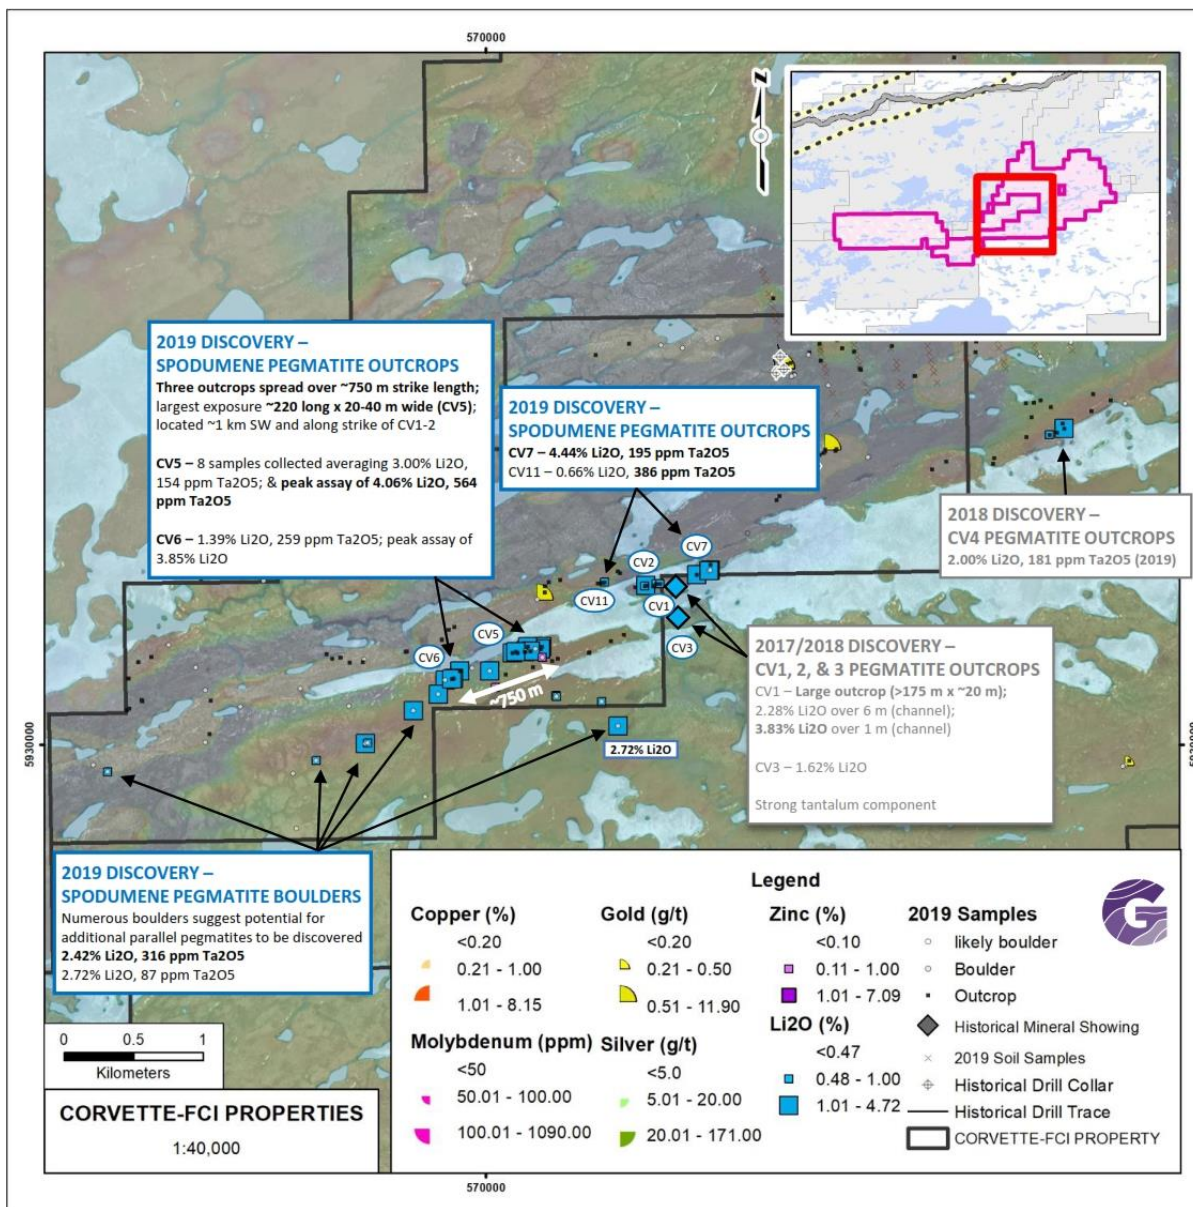 570000
N
2019 DISCOVERY –
SPODUMENE PEGMATITE OUTCROPS
Three outcrops spread over ~750 m strike length;
largest exposure ~220 long x 20-40 m wide (CV5);
located ~1 km SW and along strike of CV1-2
CV5 – 8 samples collected averaging 3.00% Li2O,
154 ppm Ta2O5; & peak assay of 4.06% Li2O, 564
ppm Ta2O5
CV6 – 1.39% Li2O, 259 ppm Ta2O5; peak assay of
3.85% Li2O
2019 DISCOVERY –
SPODUMENE PEGMATITE OUTCROPS
CV7 – 4.44% Li2O, 195 ppm Ta2O5
CV11 – 0.66% Li2O, 386 ppm Ta2O5
2018 DISCOVERY –
CV4 PEGMATITE OUTCROPS
2.00% Li2O, 181 ppm Ta2O5 (2019)
CV7
CV2
CV11
CV1
CV5
CV3
CV6
~750 m
2.72% Li2O
2017/2018 DISCOVERY –
CV1, 2, & 3 PEGMATITE OUTCROPS
CV1 – Large outcrop (>175 m x ~20 m);
2.28% Li2O over 6 m (channel);
3.83% Li2O over 1 m (channel)
CV3 – 1.62% Li2O
Strong tantalum component
5930000
2019 DISCOVERY –
SPODUMENE PEGMATITE BOULDERS
Numerous boulders suggest potential for
additional parallel pegmatites to be discovered
2.42% Li2O, 316 ppm Ta2O5
2.72% Li2O, 87 ppm Ta2O5
0 0.5 1
Kilometers
CORVETTE-FCI PROPERTIES
1:40,000
Legend
Copper (%)
<0.20
0.21 - 1.00
1.01 - 8.15
Molybdenum (ppm)
<50
50.01 - 100.00
100.01 - 1090.00
Gold (g/t)
<0.20
0.21 - 0.50
0.51 - 11.90
Silver (g/t)
<5.0
5.01 - 20.00
20.01 - 171.00
Zinc (%)
<0.10
0.11 - 1.00
1.01 - 7.09
Li2O (%)
<0.47
0.48 - 1.00
1.01 - 4.72
2019 Samples
likely boulder
Boulder
Outcrop
Historical Mineral Showing
2019 Soil Samples
Historical Drill Collar
Historical Drill Trace
CORVETTE-FCI PROPERTY
G
570000